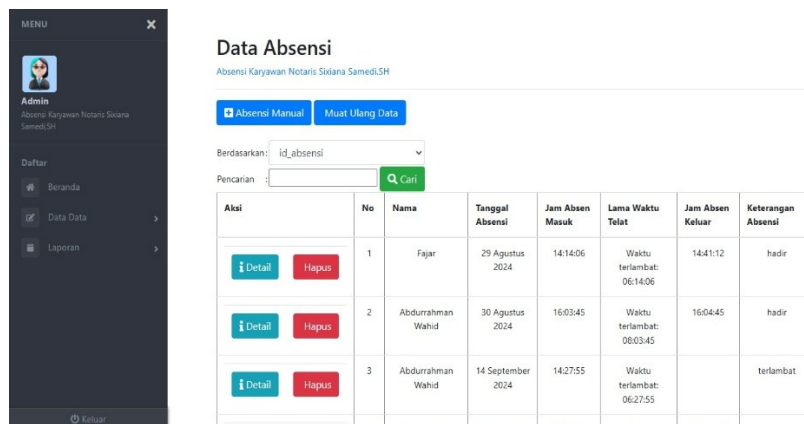 MENU
Admin
Absensi Karyawan Notaris Sixiana
Samedi,SH
Daftar
Beranda
Data Data
Laporan
Keluar
Data Absensi
Absensi Karyawan Notaris Sixiana Samedi.SH
Absensi Manual
Muat Ulang Data
Berdasarkan: id_absensi
Pencarian : Cari
Aksi No Nama Tanggal Absensi Jam Absen Masuk Lama Waktu Telat Jam Absen Keluar Keterangan Absensi
Detail Hapus 1 Fajar 29 Agustus 2024 14:14:06 Waktu terlambat: 06:14:06 14:41:12 hadir
Detail Hapus 2 Abdurrahman Wahid 30 Agustus 2024 16:03:45 Waktu terlambat: 08:03:45 16:04:45 hadir
Detail Hapus 3 Abdurrahman Wahid 14 September 2024 14:27:55 Waktu terlambat: 06:27:55 terlambat